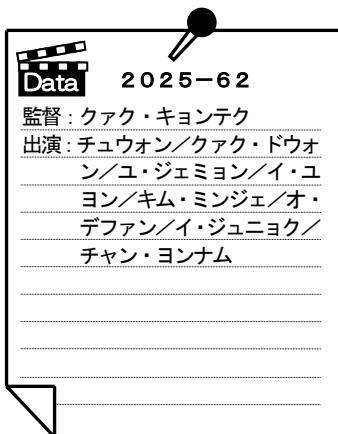 Data
2025-62
監督：クァク・キョンテク
出演：チュウォン／クァク・ドウォ
ン／ユ・ジェミョン／イ・ユ
ヨン／キム・ミンジェ／オ・
デファン／イ・ジュニョク／
チャン・ヨンナム